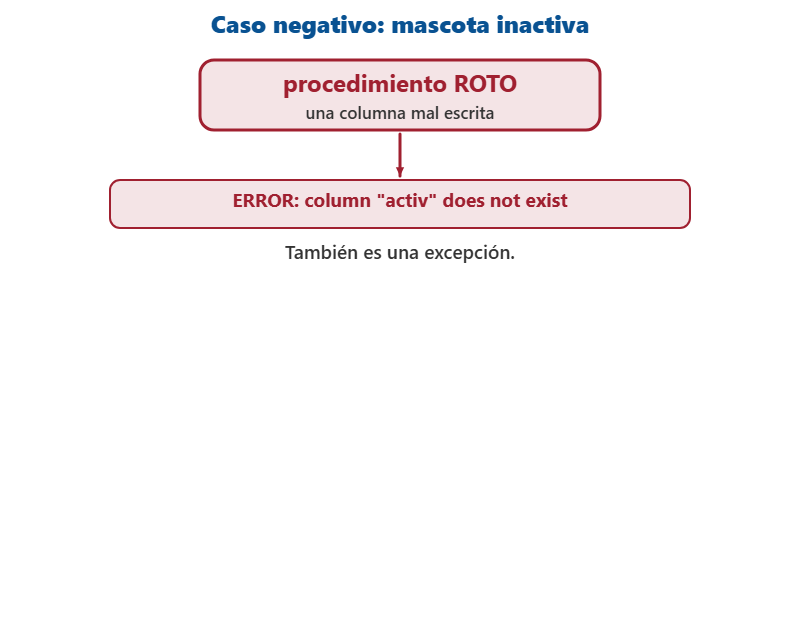 Caso negativo: mascota inactiva
procedimiento ROTO
una columna mal escrita
ERROR: column "activ" does not exist
También es una excepción.